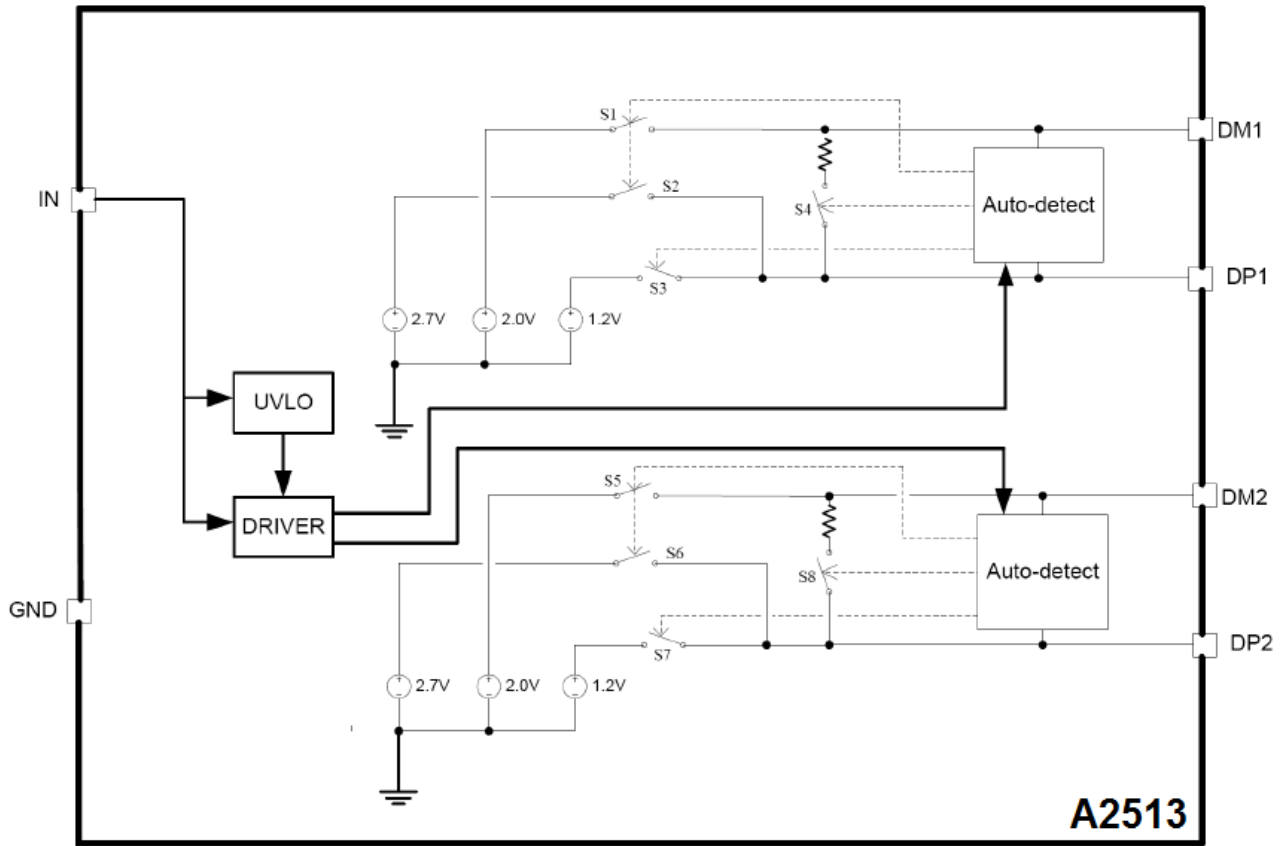 S1
DM1
IN
S2
Auto-detect
S4
S3
DP1
2.7V
2.0V
1.2V
UVLO
S5
DM2
DRIVER
S6
Auto-detect
S8
GND
S7
DP2
2.7V
2.0V
1.2V
A2513